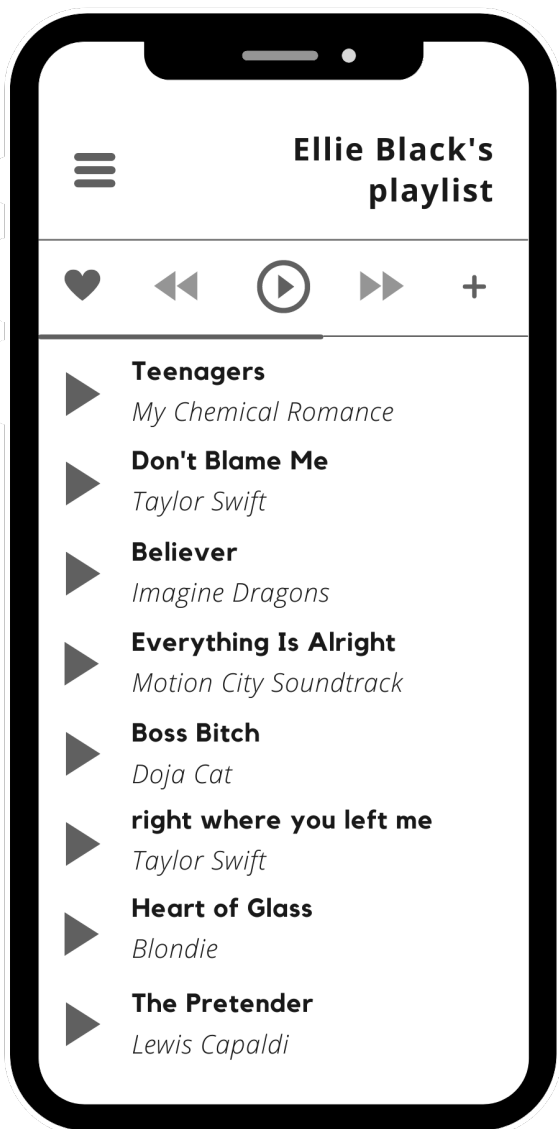 Ellie Black's
playlist
Teenagers
My Chemical Romance
Don't Blame Me
Taylor Swift
Believer
Imagine Dragons
Everything Is Alright
Motion City Soundtrack
Boss Bitch
Doja Cat
right where you left me
Taylor Swift
Heart of Glass
Blondie
The Pretender
Lewis Capaldi